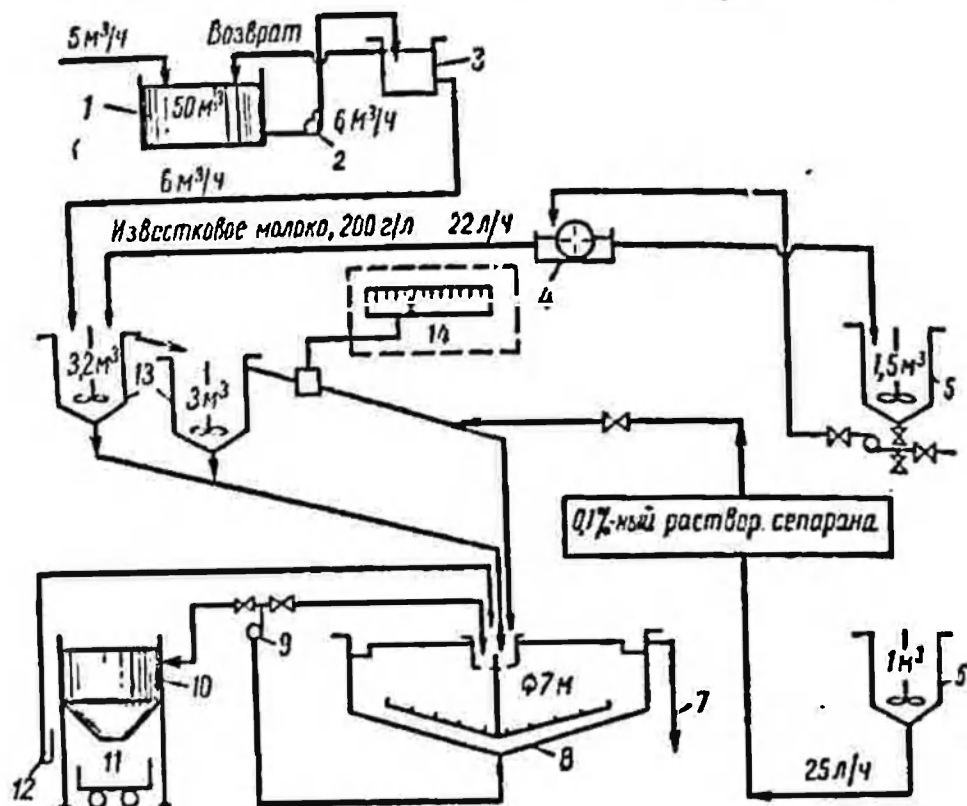 5 м³/ч
Возврат
3
1
50 м³
6 м³/ч
2
6 м³/ч
Известковое молоко, 200 г/л 22 л/ч
4
14
3,2 м³
13
3 м³
1,5 м³
5
0,1%-ный раствор. сепарана
9
10
Ф7 м
7
1 м³
6
8
11
12
25 л/ч